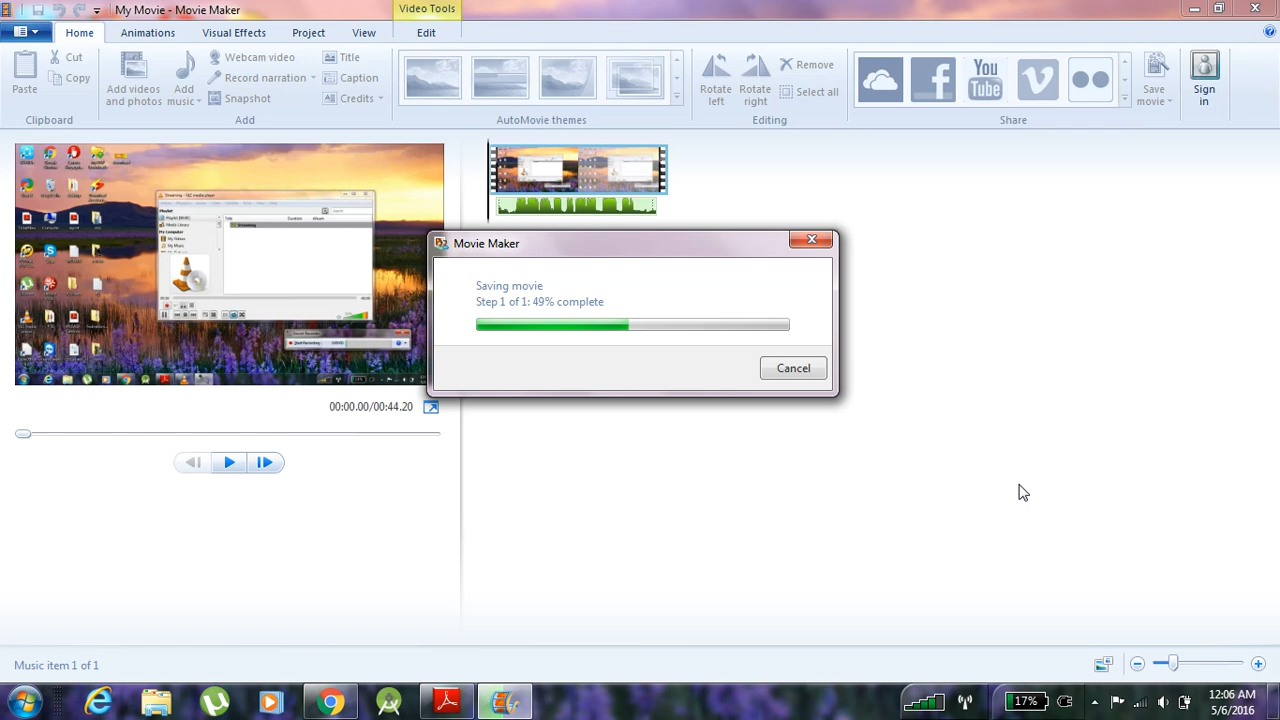 My Movie - Movie Maker
Video Tools
Home
Animations
Visual Effects
Project
View
Edit
Paste
Cut
Copy
Clipboard
Add videos
and photos
Add
music
Webcam video
Record narration
Snapshot
Title
Caption
Credits
Add
AutoMovie themes
Rotate
left
Rotate
right
Remove
Select all
Editing
You
Tube
Share
Save
movie
Sign
in
Movie Maker
Saving movie
Step 1 of 1: 49% complete
Cancel
00:00.00/00:44.20
Music item 1 of 1
17%
12:06 AM
5/6/2016